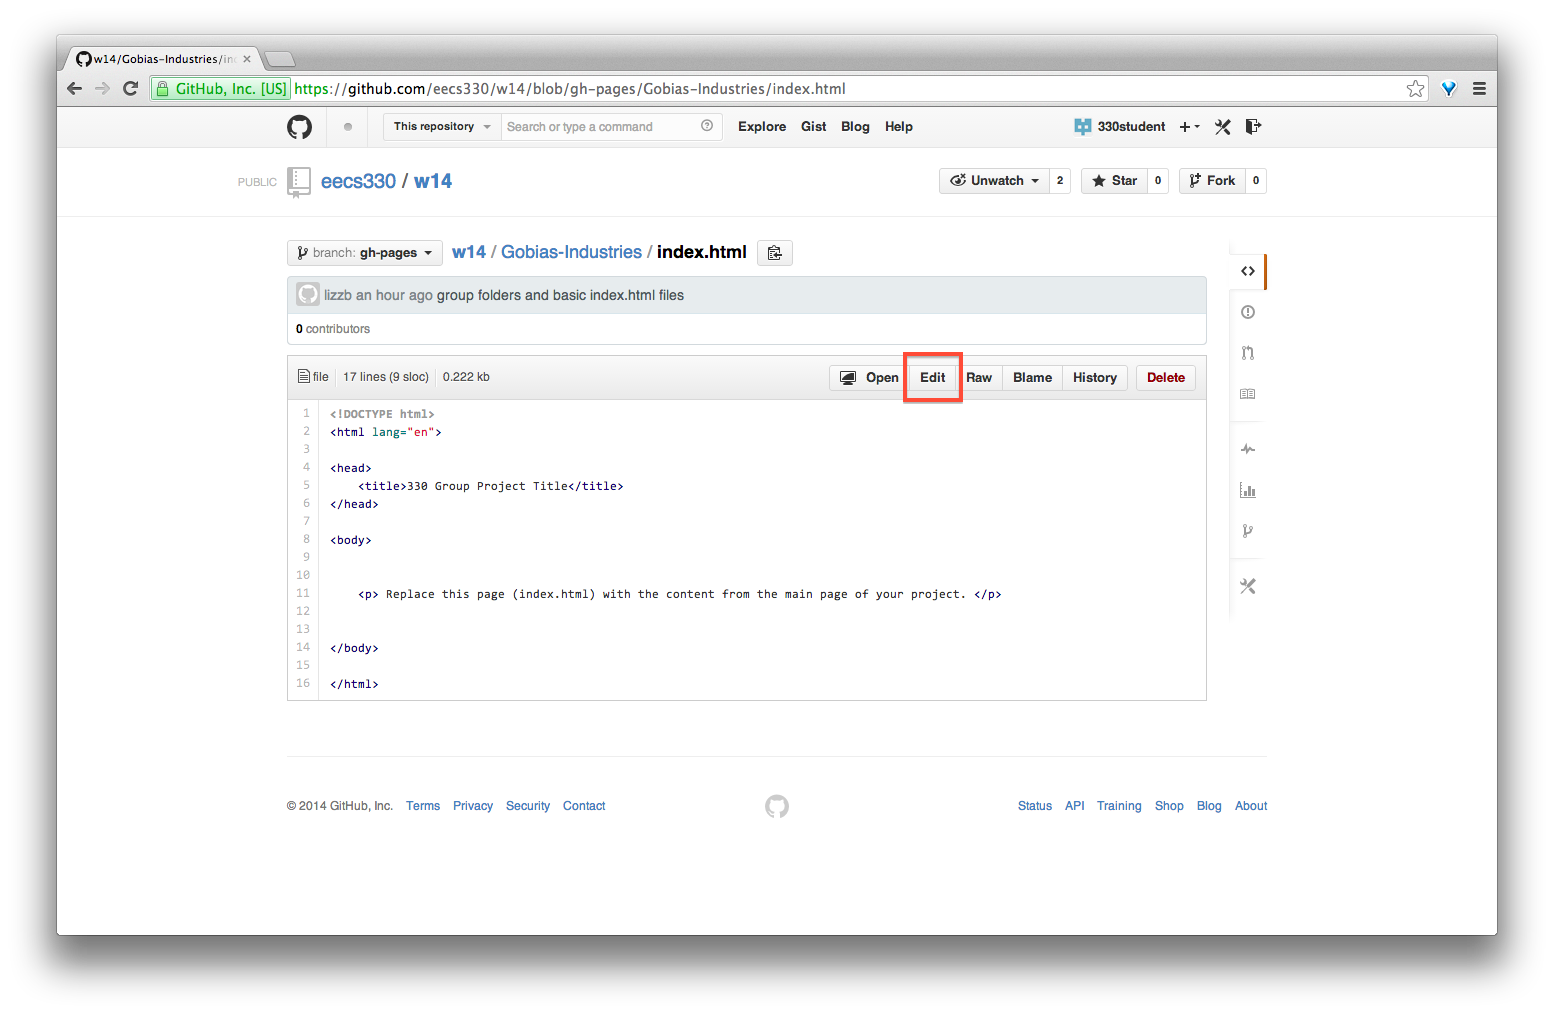 w14/Gobias-Industries/in
GitHub, Inc. [US] https://github.com/eecs330/w14/blob/gh-pages/Gobias-Industries/index.html
This repository Search or type a command Explore Gist Blog Help 330student
PUBLIC eecs330 / w14 Unwatch 2 Star 0 Fork 0
branch: gh-pages w14 / Gobias-Industries / index.html
lizzb an hour ago group folders and basic index.html files
0 contributors
file 17 lines (9 sloc) 0.222 kb Open Edit Raw Blame History Delete
1 <!DOCTYPE html>
2 <html lang="en">
3
4 <head>
5 <title>330 Group Project Title</title>
6 </head>
7
8 <body>
9
10
11 <p> Replace this page (index.html) with the content from the main page of your project. </p>
12
13
14 </body>
15
16 </html>
© 2014 GitHub, Inc. Terms Privacy Security Contact Status API Training Shop Blog About